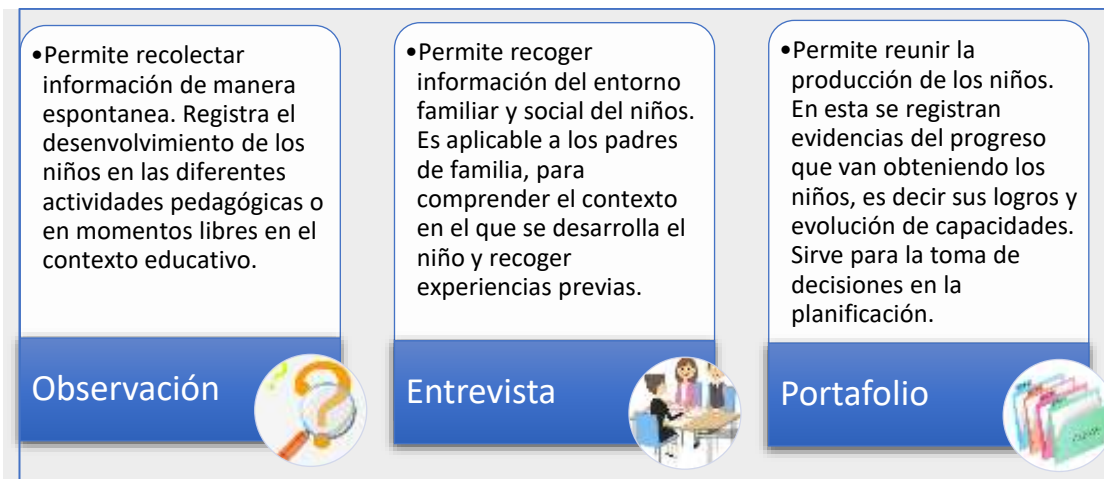 •Permite recolectar
información de manera
espontanea. Registra el
desenvolvimiento de los
niños en las diferentes
actividades pedagógicas o
en momentos libres en el
contexto educativo.
Observación
•Permite recoger
información del entorno
familiar y social del niños.
Es aplicable a los padres
de familia, para
comprender el contexto
en el que se desarrolla el
niño y recoger
experiencias previas.
Entrevista
•Permite reunir la
producción de los niños.
En esta se registran
evidencias del progreso
que van obteniendo los
niños, es decir sus logros y
evolución de capacidades.
Sirve para la toma de
decisiones en la
planificación.
Portafolio